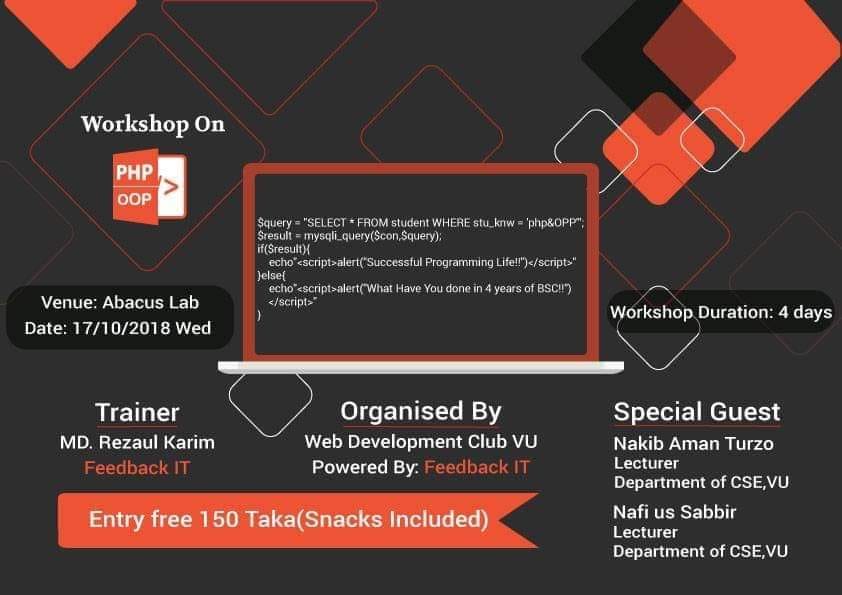 Workshop On
PHP
OOP
</>
$query = "SELECT * FROM student WHERE stu_knw = 'php&OPP'";
$result = mysqli_query($con,$query);
if($result){
echo"<script>alert("Successful Programming Life!!")</script>"
}else{
echo"<script>alert("What Have You done in 4 years of BSC!!")
</script>"
}
Venue: Abacus Lab
Date: 17/10/2018 Wed
Workshop Duration: 4 days
Trainer
MD. Rezaul Karim
Feedback IT
Organised By
Web Development Club VU
Powered By: Feedback IT
Special Guest
Nakib Aman Turzo
Lecturer
Department of CSE,VU
Nafi us Sabbir
Lecturer
Department of CSE,VU
Entry free 150 Taka(Snacks Included)